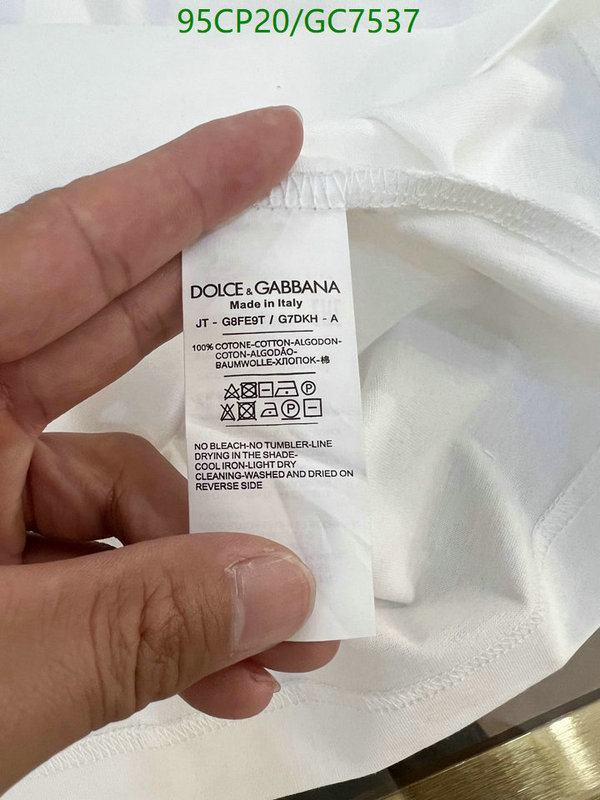 95CP20/GC7537
DOLCE & GABBANA
Made in Italy
JT - G8FE9T / G7DKH - A
100% COTONE-COTTON-ALGODON-
COTON-ALGODÃO-
BAUMWOLLE-ХЛОПОК-棉
NO BLEACH-NO TUMBLER-LINE
DRYING IN THE SHADE-
COOL IRON-LIGHT DRY
CLEANING-WASHED AND DRIED ON
REVERSE SIDE